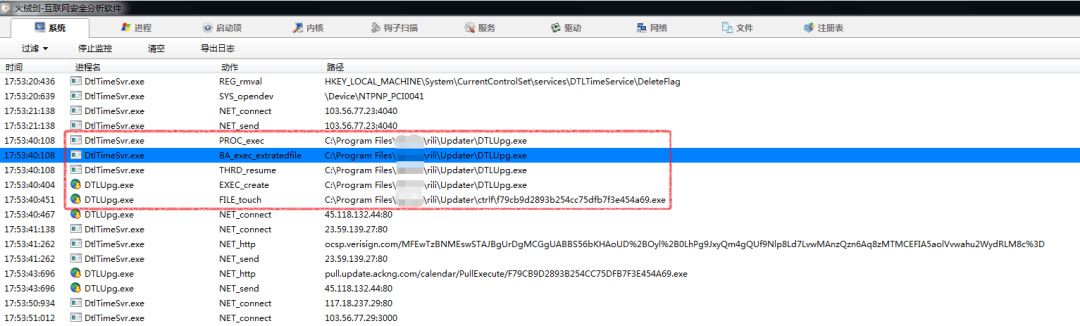 火绒剑-互联网安全分析软件
系统 进程 启动项 内核 钩子扫描 服务 驱动 网络 文件 注册表
过滤 停止监控 清空 导出日志
时间 进程名 动作 路径
17:53:20:436 DtlTimeSvr.exe REG_rmval HKEY_LOCAL_MACHINE\System\CurrentControlSet\services\DTLTimeService\DeleteFlag
17:53:20:639 DtlTimeSvr.exe SYS_opendev \Device\NTPNP_PCI0041
17:53:21:138 DtlTimeSvr.exe NET_connect 103.56.77.23:4040
17:53:21:138 DtlTimeSvr.exe NET_send 103.56.77.23:4040
17:53:40:108 DtlTimeSvr.exe PROC_exec C:\Program Files\ \rili\Updater\DTLUpg.exe
17:53:40:108 DtlTimeSvr.exe BA_exec_extratedfile C:\Program Files\ \rili\Updater\DTLUpg.exe
17:53:40:108 DtlTimeSvr.exe THRD_resume C:\Program Files\ \rili\Updater\DTLUpg.exe
17:53:40:404 DTLUpg.exe EXEC_create C:\Program Files\ \rili\Updater\DTLUpg.exe
17:53:40:451 DTLUpg.exe FILE_touch C:\Program Files\ \rili\Updater\ctrlf\f79cb9d2893b254cc75dfb7f3e454a69.exe
17:53:40:467 DTLUpg.exe NET_connect 45.118.132.44:80
17:53:41:138 DtlTimeSvr.exe NET_connect 23.59.139.27:80
17:53:41:262 DtlTimeSvr.exe NET_http ocsp.verisign.com/MFEwTzBNMEswSTAJBgUrDgMCGgUABBS56bKHAoUD%2BOyl%2B0LhPg9JxyQm4gQUf9Nlp8Ld7LvwMAnzQzn6Aq8zMTMCEFIA5aolVvwahu2WydRLM8c%3D
17:53:41:262 DtlTimeSvr.exe NET_send 23.59.139.27:80
17:53:43:696 DTLUpg.exe NET_http pull.update.ackng.com/calendar/PullExecute/F79CB9D2893B254CC75DFB7F3E454A69.exe
17:53:43:696 DTLUpg.exe NET_send 45.118.132.44:80
17:53:50:934 DtlTimeSvr.exe NET_connect 117.18.237.29:80
17:53:51:012 DtlTimeSvr.exe NET_connect 103.56.77.29:3000